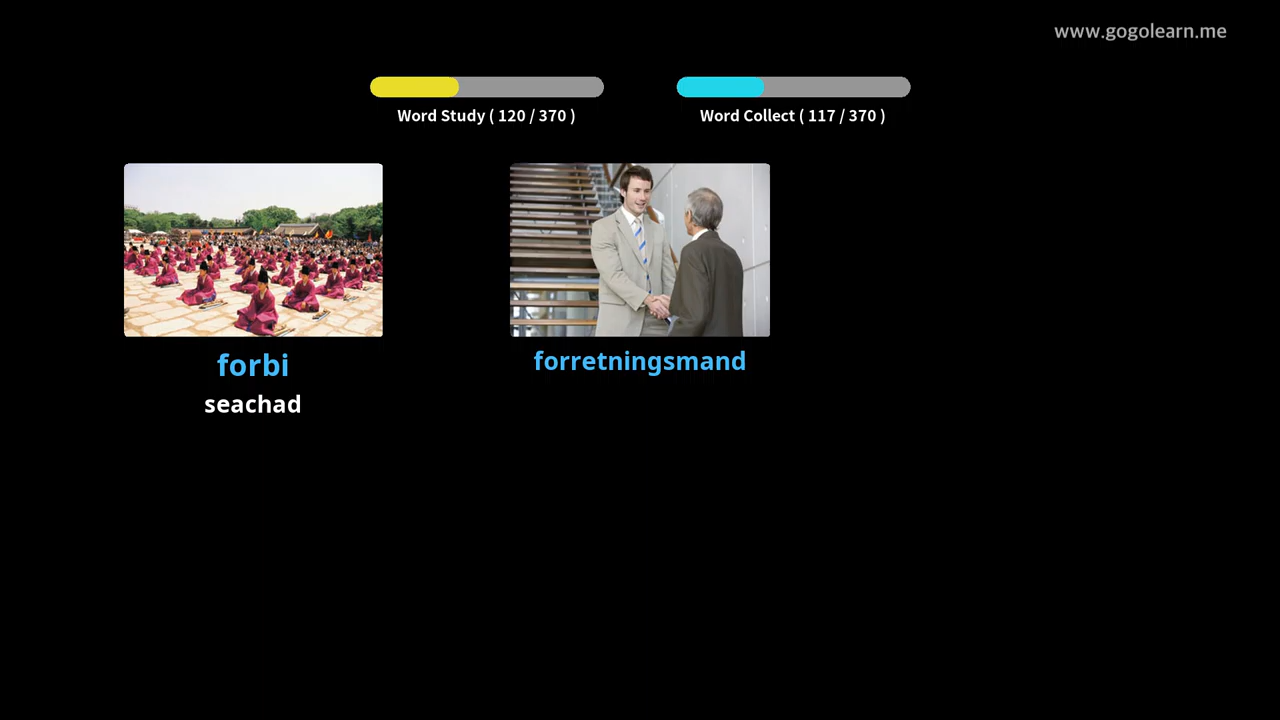 www.gogolearn.me
Word Study ( 120 / 370 )
Word Collect ( 117 / 370 )
forbi
seachad
forretningsmand